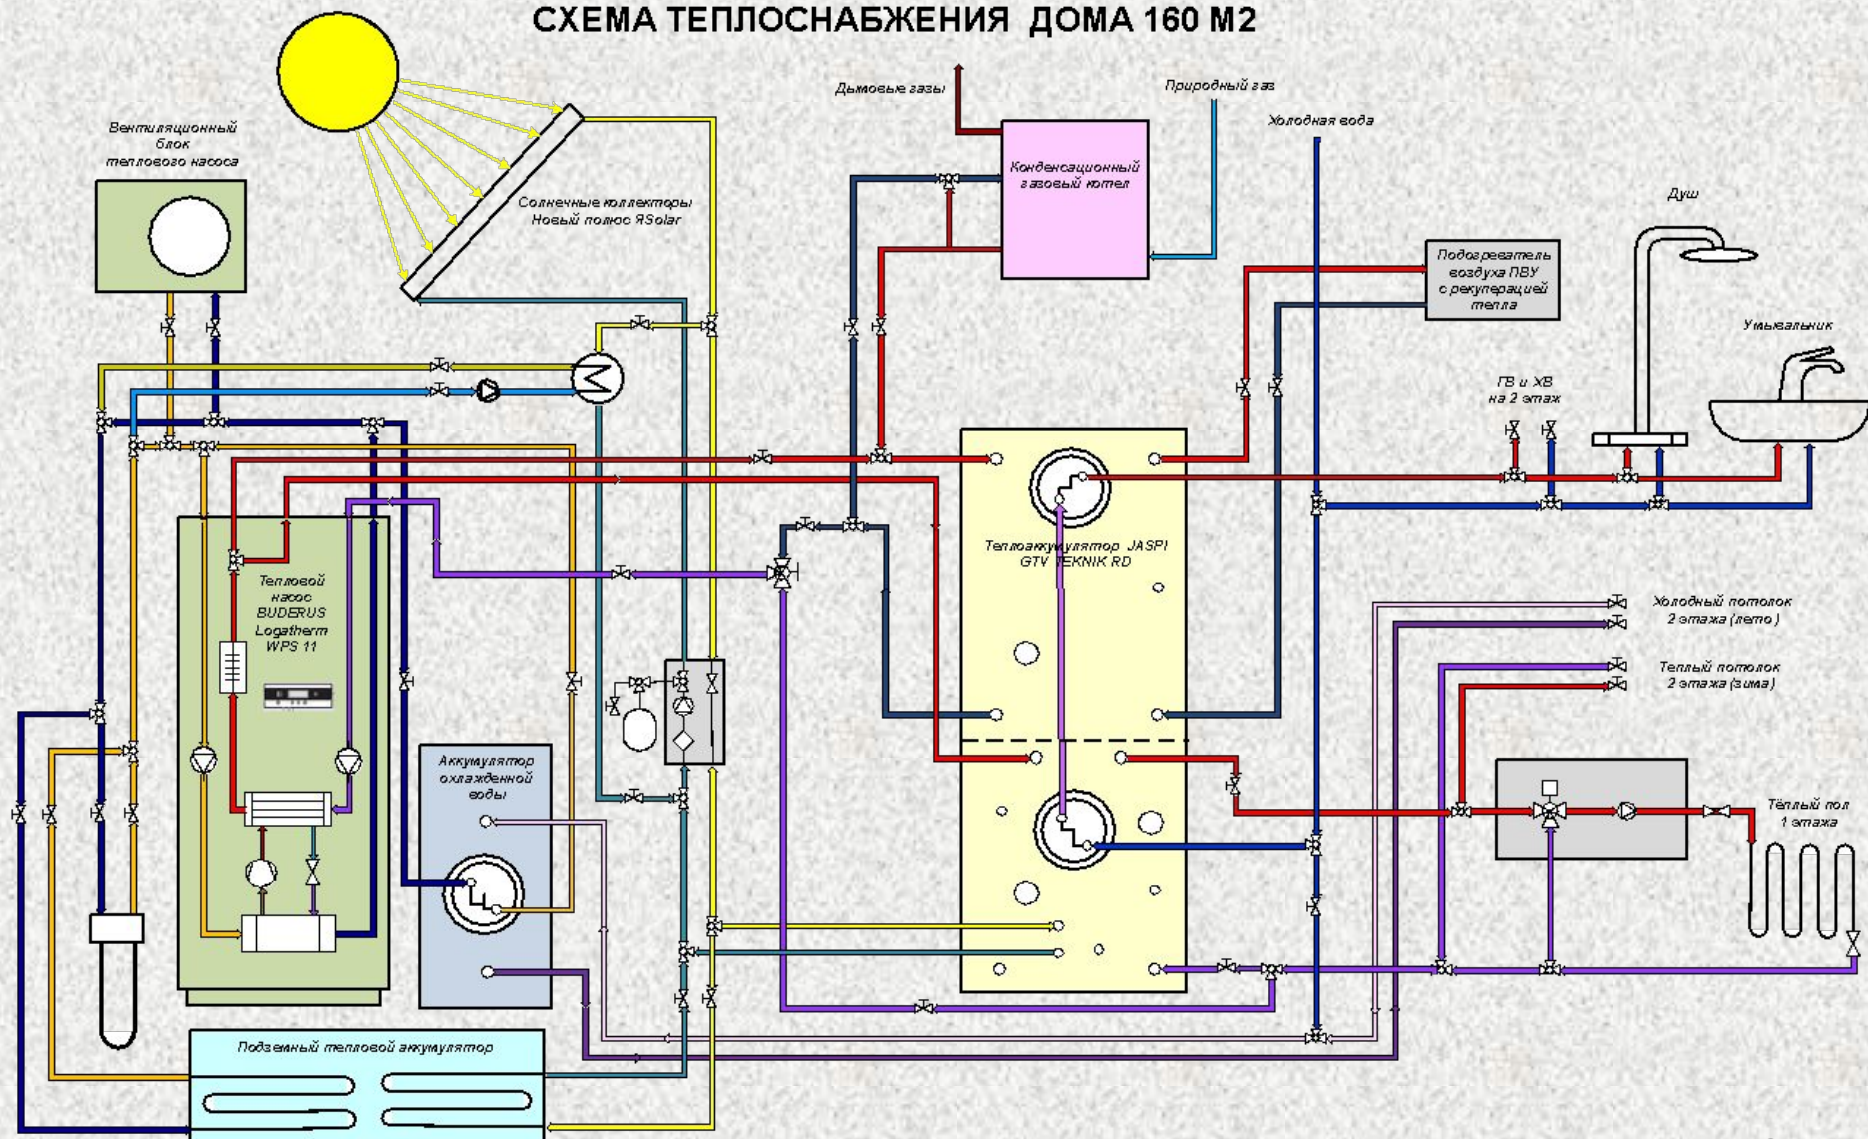 СХЕМА ТЕПЛОСНАБЖЕНИЯ ДОМА 160 М2
Дымовые газы
Природный газ
Холодная вода
Вентиляционный
блок
теплового насоса
Конденсационный
газовый котел
Солнечные коллекторы
Новый полюс ЯSolar
Душ
Подогреватель
воздуха ПВУ
с рекуперацией
тепла
Умывальник
ГВ и ХВ
на 2 этаж
Теплоаккумулятор JASPI
GTV TEKNIK RD
Тепловой
насос
BUDERUS
Logatherm
WPS 11
Холодный потолок
2 этажа (лето)
Теплый потолок
2 этажа (зима)
Аккумулятор
охлажденной
воды
Тёплый пол
1 этажа
Подземный тепловой аккумулятор